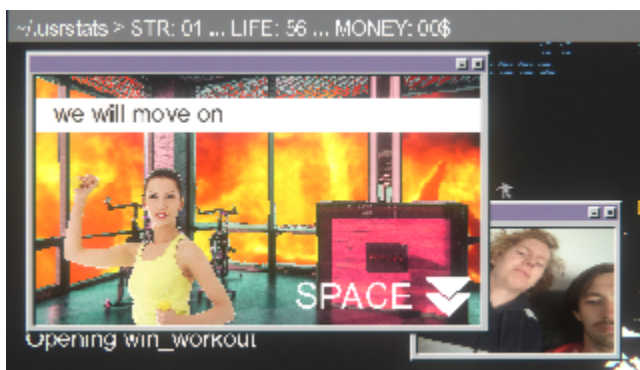 ~/.usrstats > STR: 01 ... LIFE: 56 ... MONEY: 00$
we will move on
SPACE
Opening win_workout